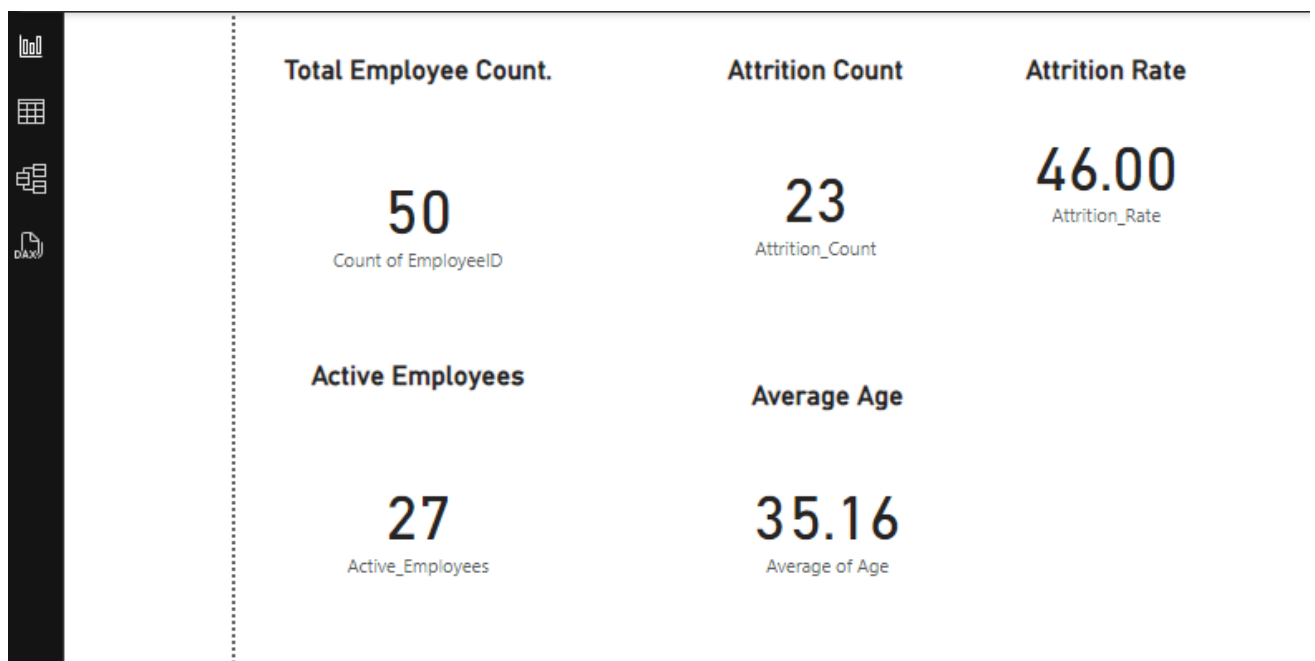 Total Employee Count.
Attrition Count
Attrition Rate
50
Count of EmployeeID
23
Attrition_Count
46.00
Attrition_Rate
Active Employees
Average Age
27
Active_Employees
35.16
Average of Age
DAX